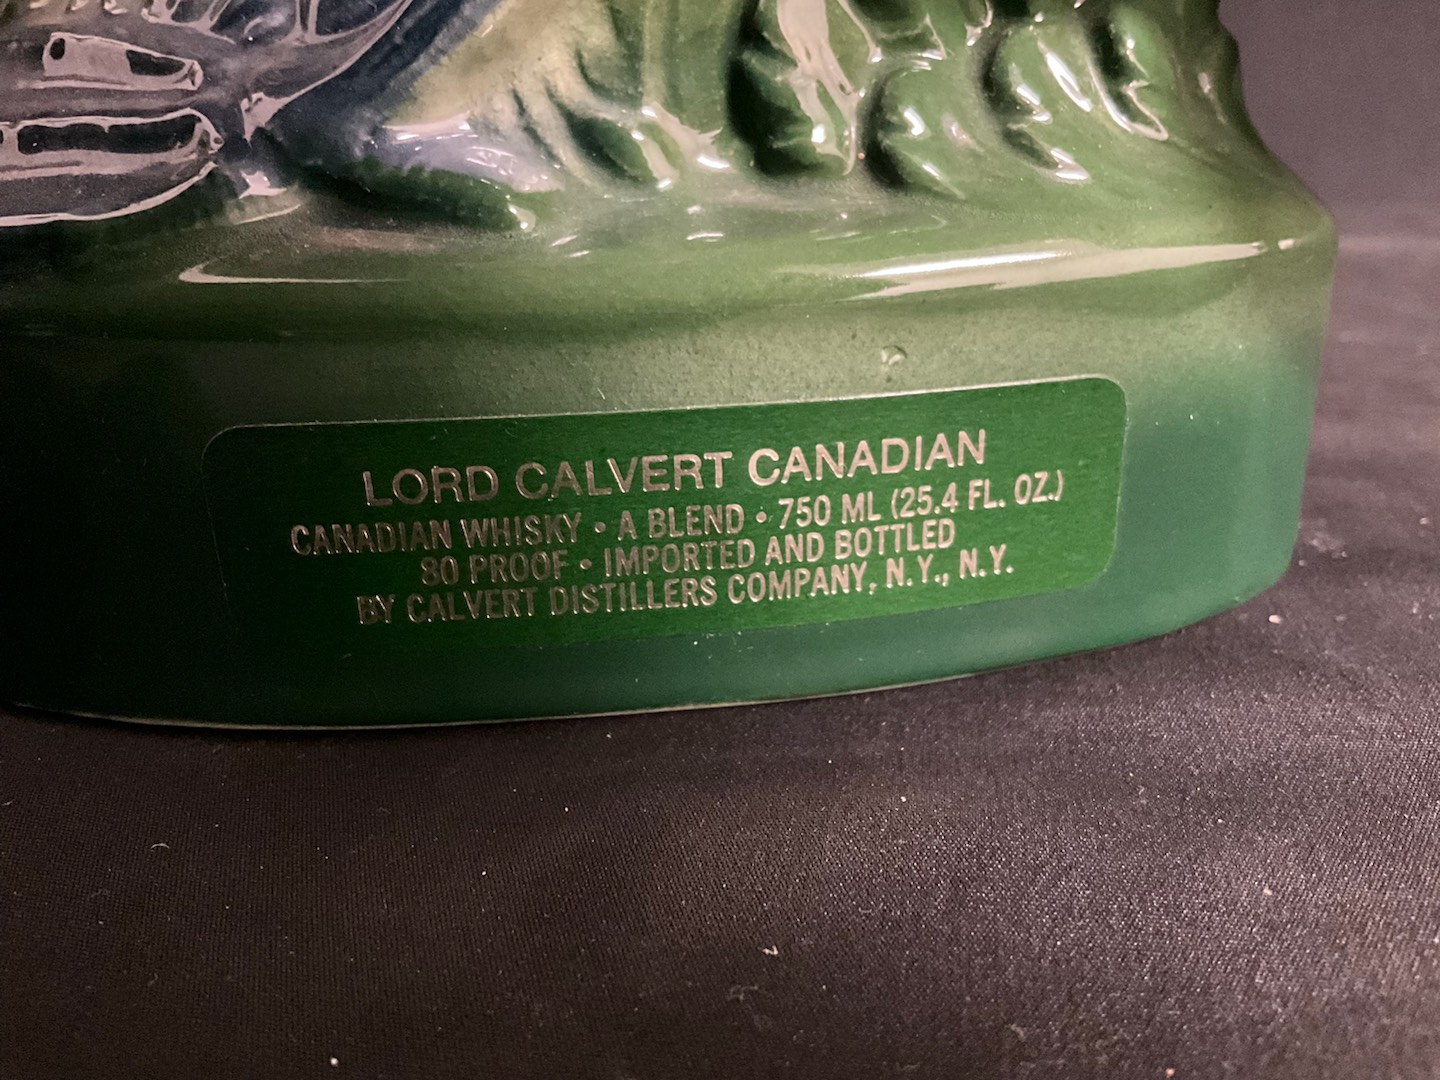 LORD CALVERT CANADIAN
CANADIAN WHISKY • A BLEND • 750 ML (25.4 FL. OZ.)
80 PROOF • IMPORTED AND BOTTLED
BY CALVERT DISTILLERS COMPANY, N.Y., N.Y.